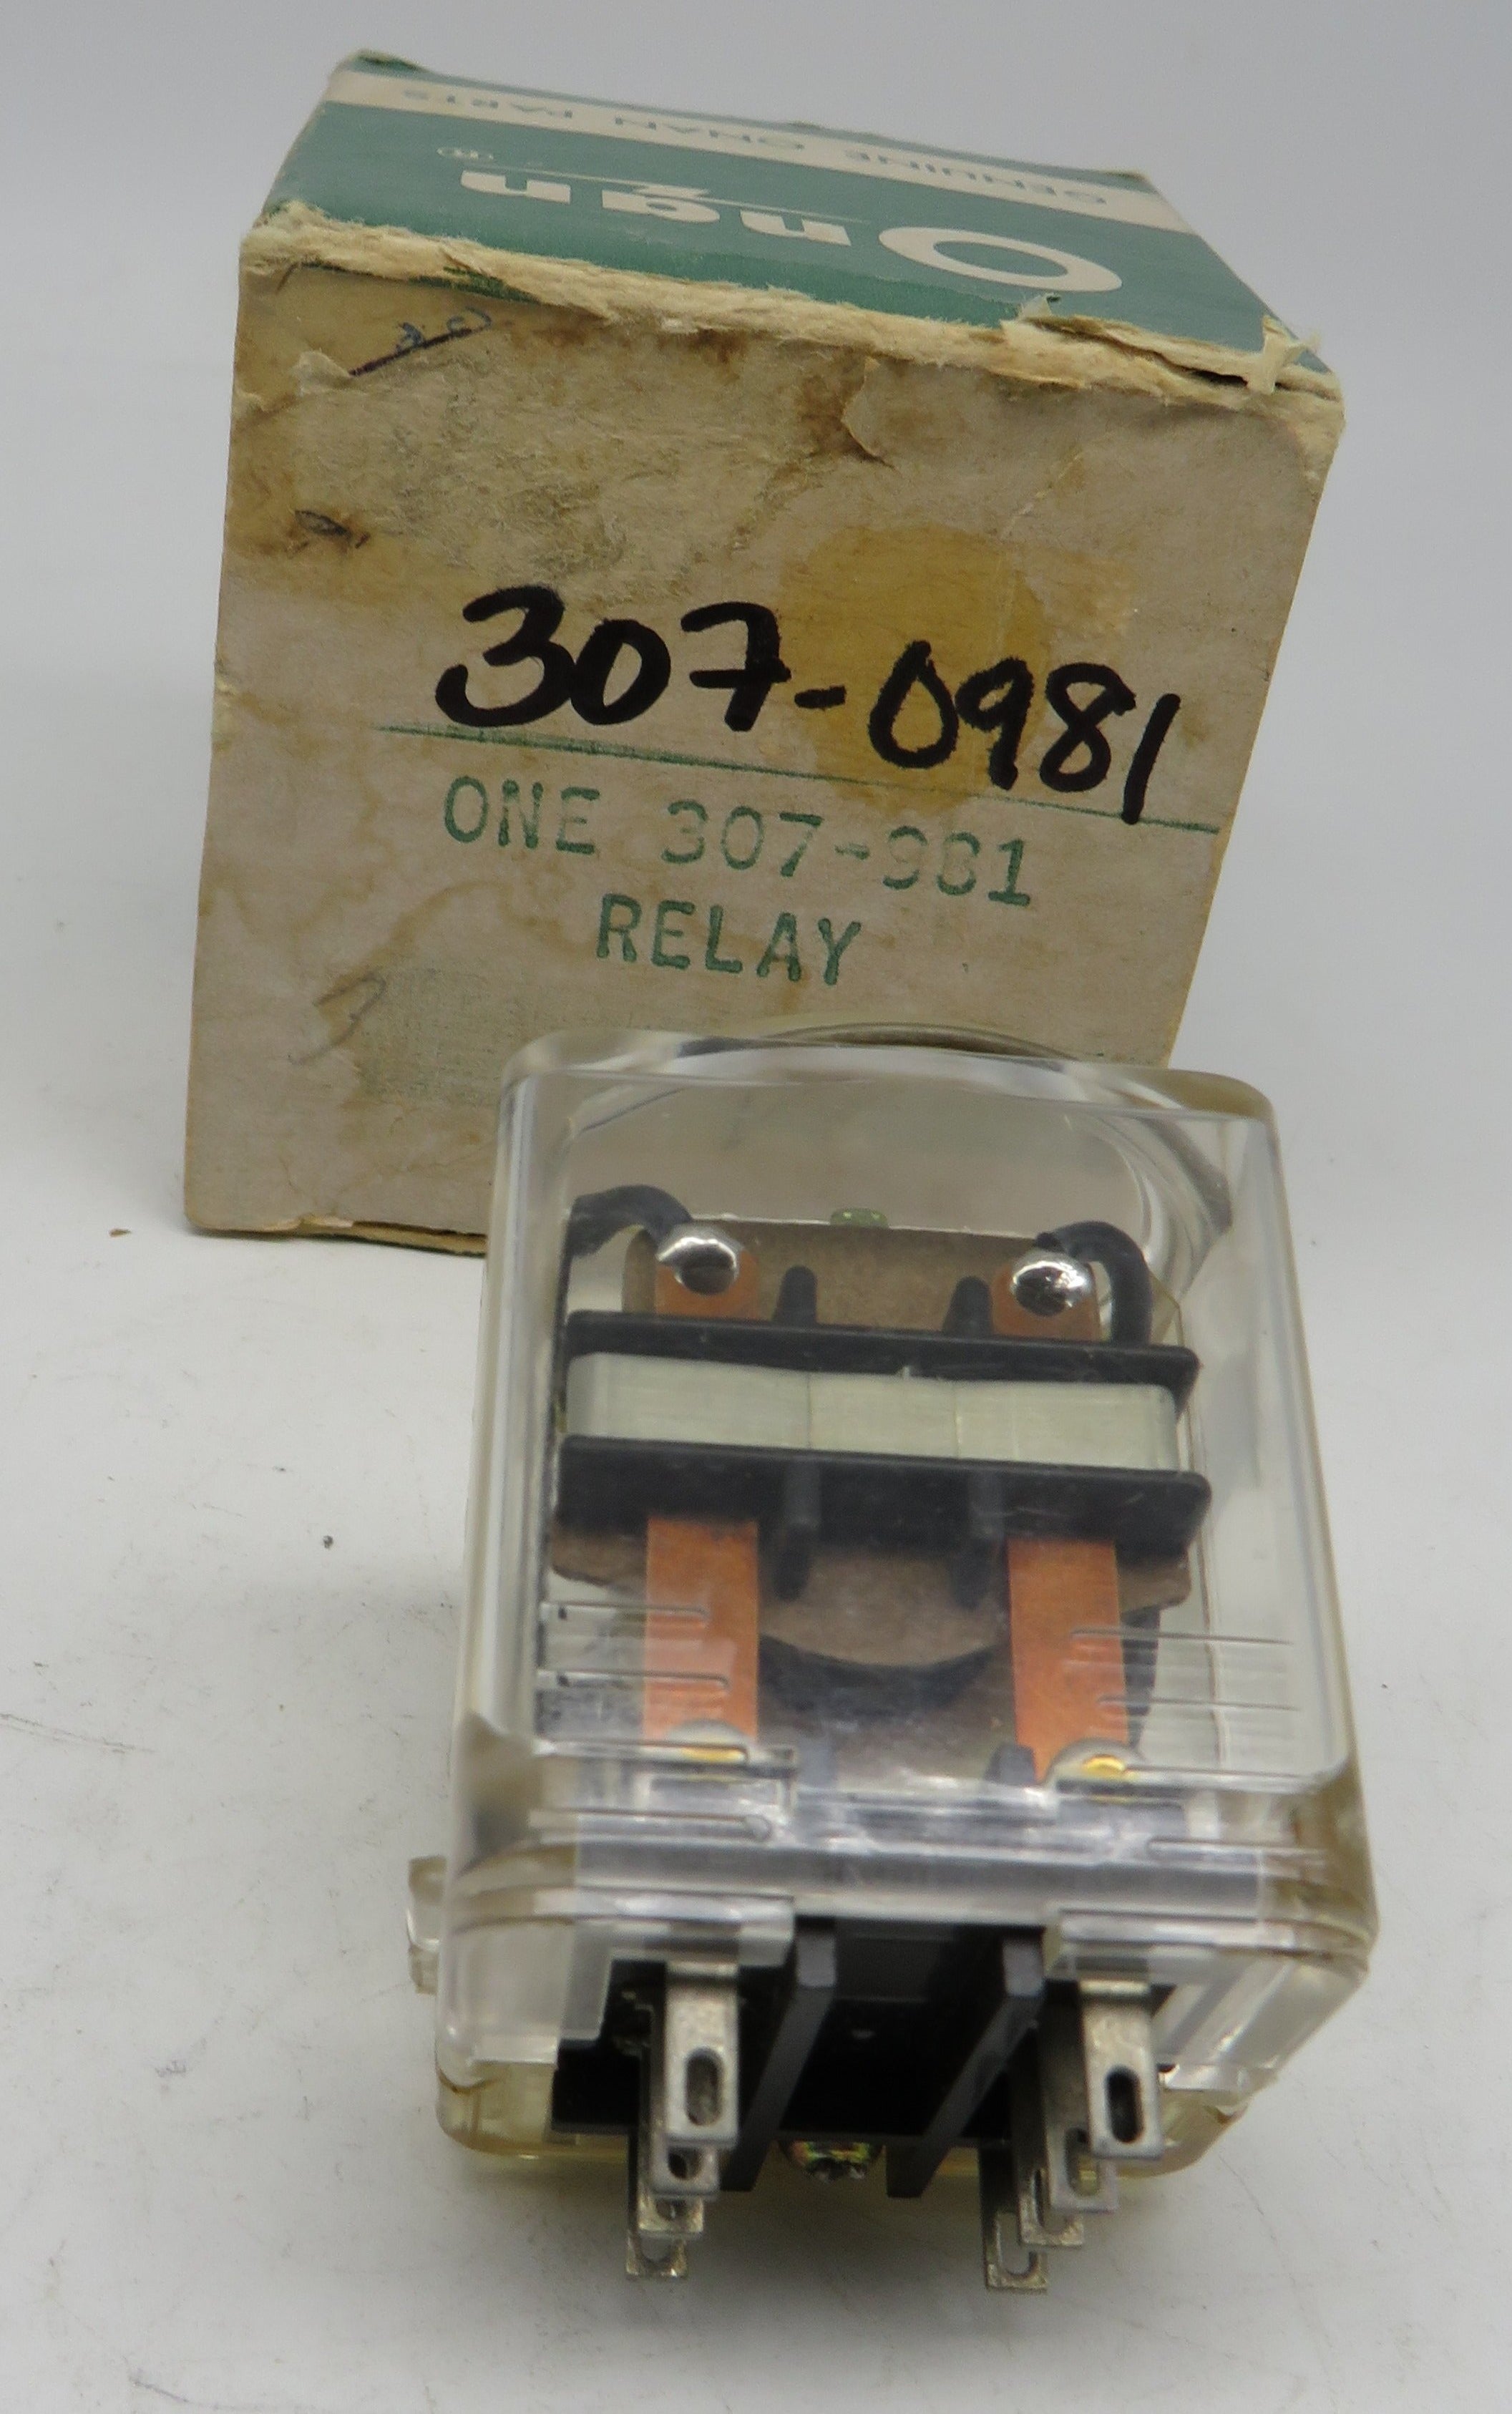 GENUINE ONAN PARTS
Onan®
307-0981
ONE 307-981
RELAY